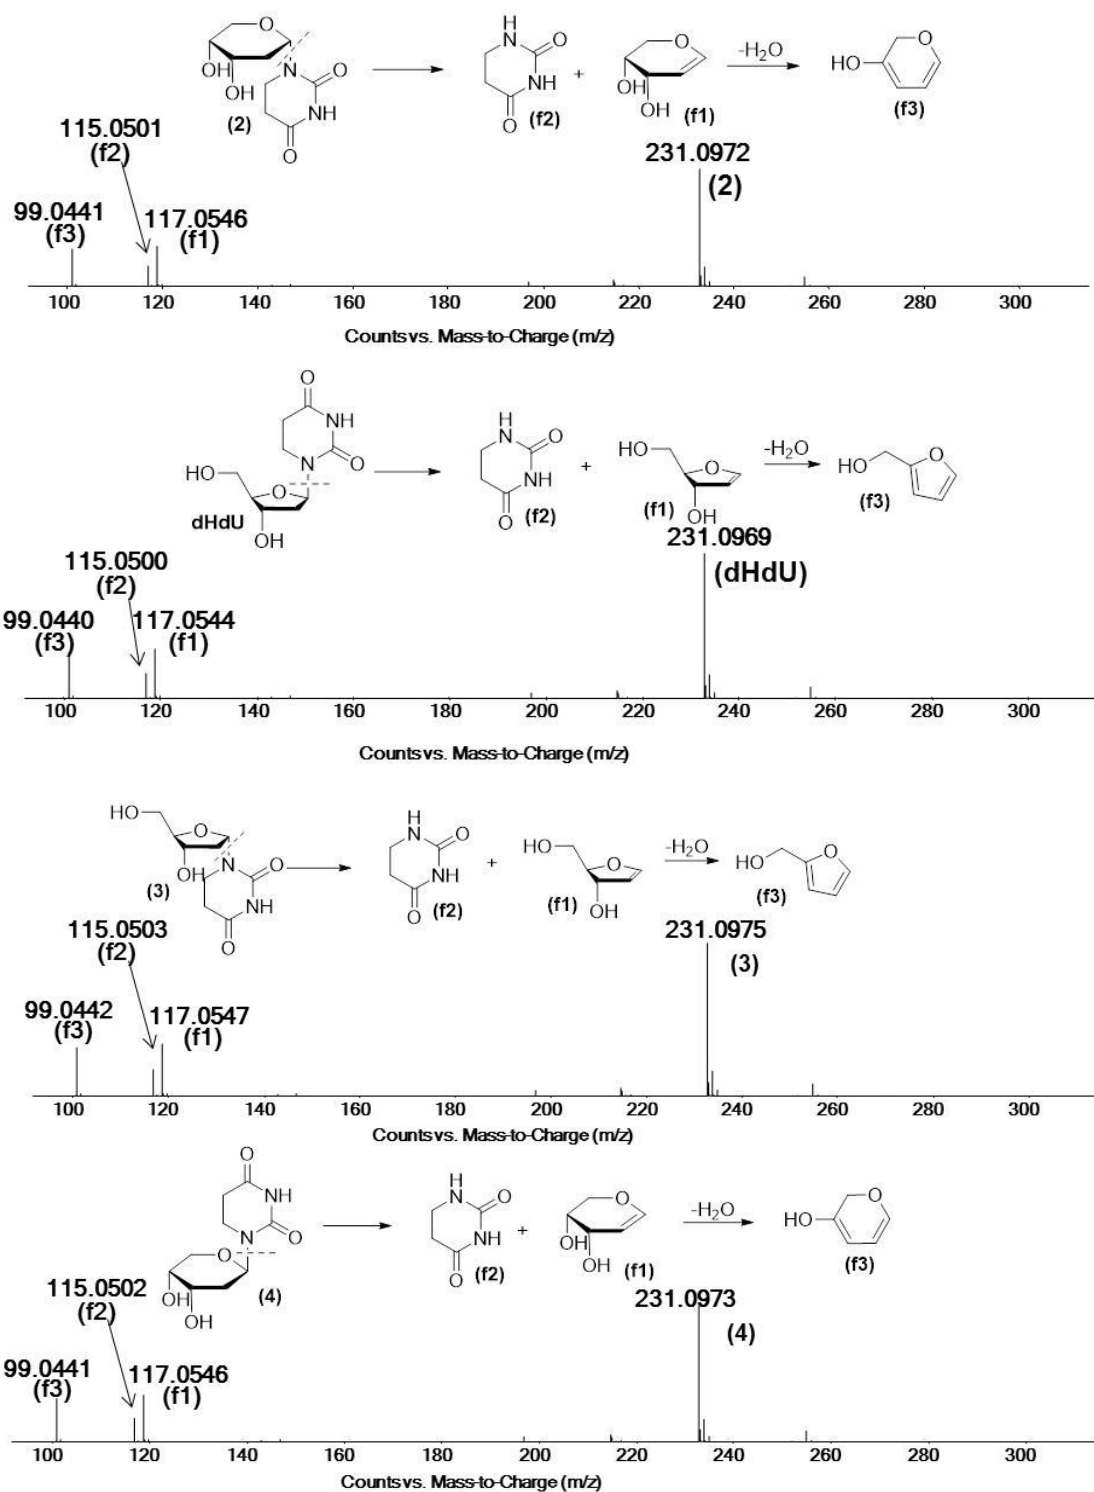 O
H
N
O
NH
O
(f2)
+
O
OH
OH
(f1)
-H₂O
HO
O
(f3)
OH
OH
N
O
NH
O
(2)
115.0501
(f2)
231.0972
(2)
99.0441
(f3)
117.0546
(f1)
100 120 140 160 180 200 220 240 260 280 300
Counts vs. Mass-to-Charge (m/z)
O
NH
N
O
HO
O
OH
dHdU
H
N
O
NH
O
(f2)
+
HO
O
OH
(f1)
-H₂O
HO
O
(f3)
231.0969
(dHdU)
115.0500
(f2)
99.0440
(f3)
117.0544
(f1)
100 120 140 160 180 200 220 240 260 280 300
Counts vs. Mass-to-Charge (m/z)
HO
O
OH
N
O
NH
O
(3)
H
N
O
NH
O
(f2)
+
HO
O
OH
(f1)
-H₂O
HO
O
(f3)
115.0503
(f2)
231.0975
(3)
99.0442
(f3)
117.0547
(f1)
100 120 140 160 180 200 220 240 260 280 300
Counts vs. Mass-to-Charge (m/z)
O
NH
N
O
O
OH
OH
(4)
H
N
O
NH
O
(f2)
+
O
OH
OH
(f1)
-H₂O
HO
O
(f3)
115.0502
(f2)
231.0973
(4)
99.0441
(f3)
117.0546
(f1)
100 120 140 160 180 200 220 240 260 280 300
Counts vs. Mass-to-Charge (m/z)